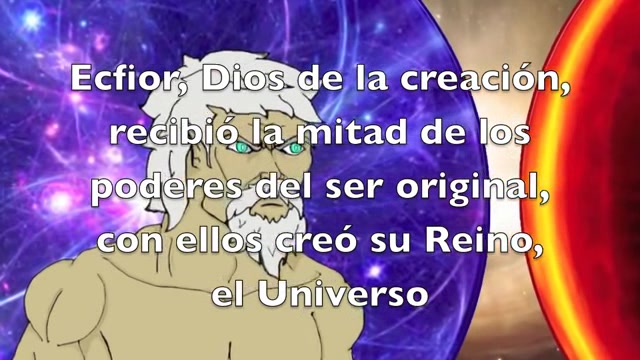 Ecfior, Dios de la creación,
recibió la mitad de los
poderes del ser original,
con ellos creó su Reino,
el Universo